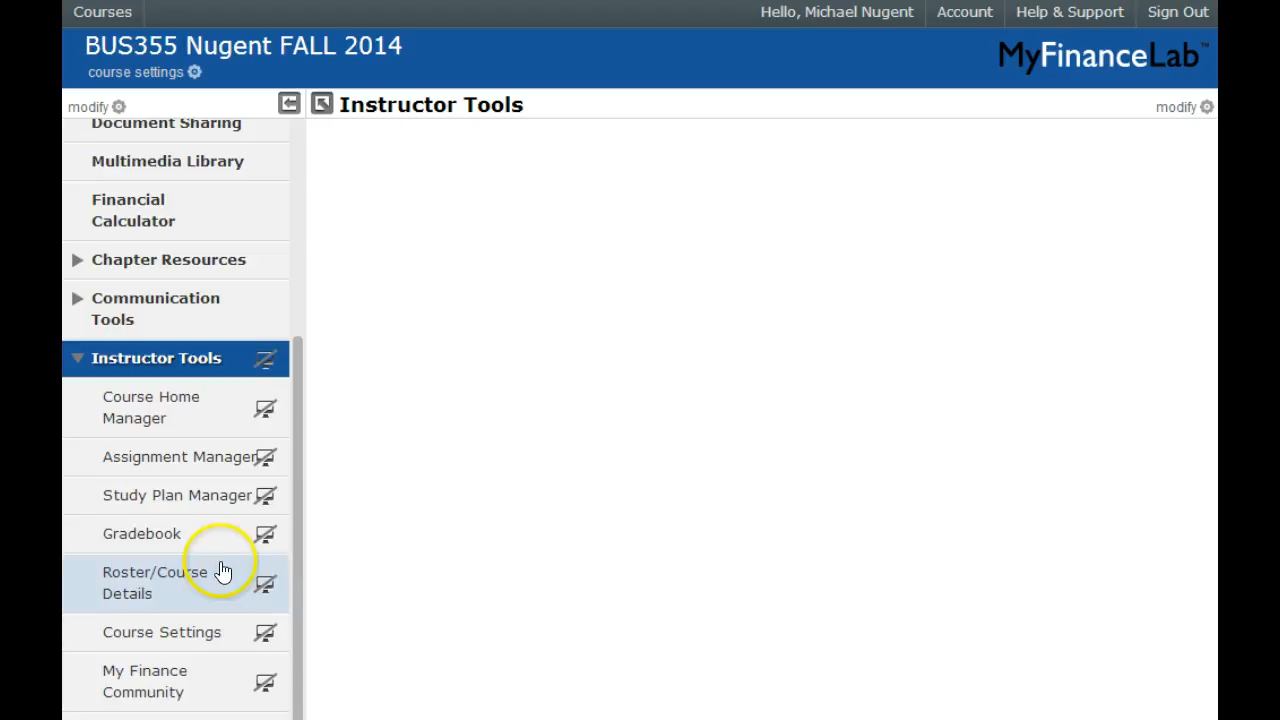 Courses
Hello, Michael Nugent
Account
Help & Support
Sign Out
BUS355 Nugent FALL 2014
course settings
MyFinanceLab™
modify
Instructor Tools
modify
Document Sharing
Multimedia Library
Financial
Calculator
Chapter Resources
Communication
Tools
Instructor Tools
Course Home
Manager
Assignment Manager
Study Plan Manager
Gradebook
Roster/Course
Details
Course Settings
My Finance
Community